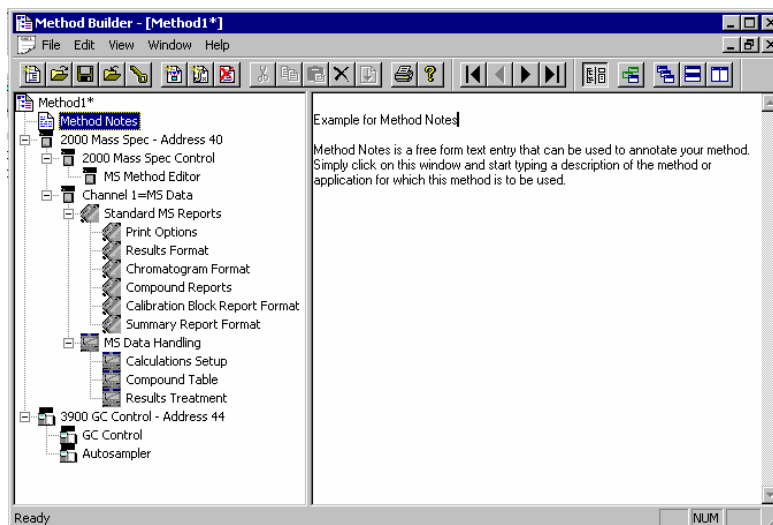 Method Builder - [Method1*]
File Edit View Window Help
Method1*
Method Notes
2000 Mass Spec - Address 40
2000 Mass Spec Control
MS Method Editor
Channel 1=MS Data
Standard MS Reports
Print Options
Results Format
Chromatogram Format
Compound Reports
Calibration Block Report Format
Summary Report Format
MS Data Handling
Calculations Setup
Compound Table
Results Treatment
3900 GC Control - Address 44
GC Control
Autosampler
Example for Method Notes
Method Notes is a free form text entry that can be used to annotate your method.
Simply click on this window and start typing a description of the method or
application for which this method is to be used.
Ready
NUM